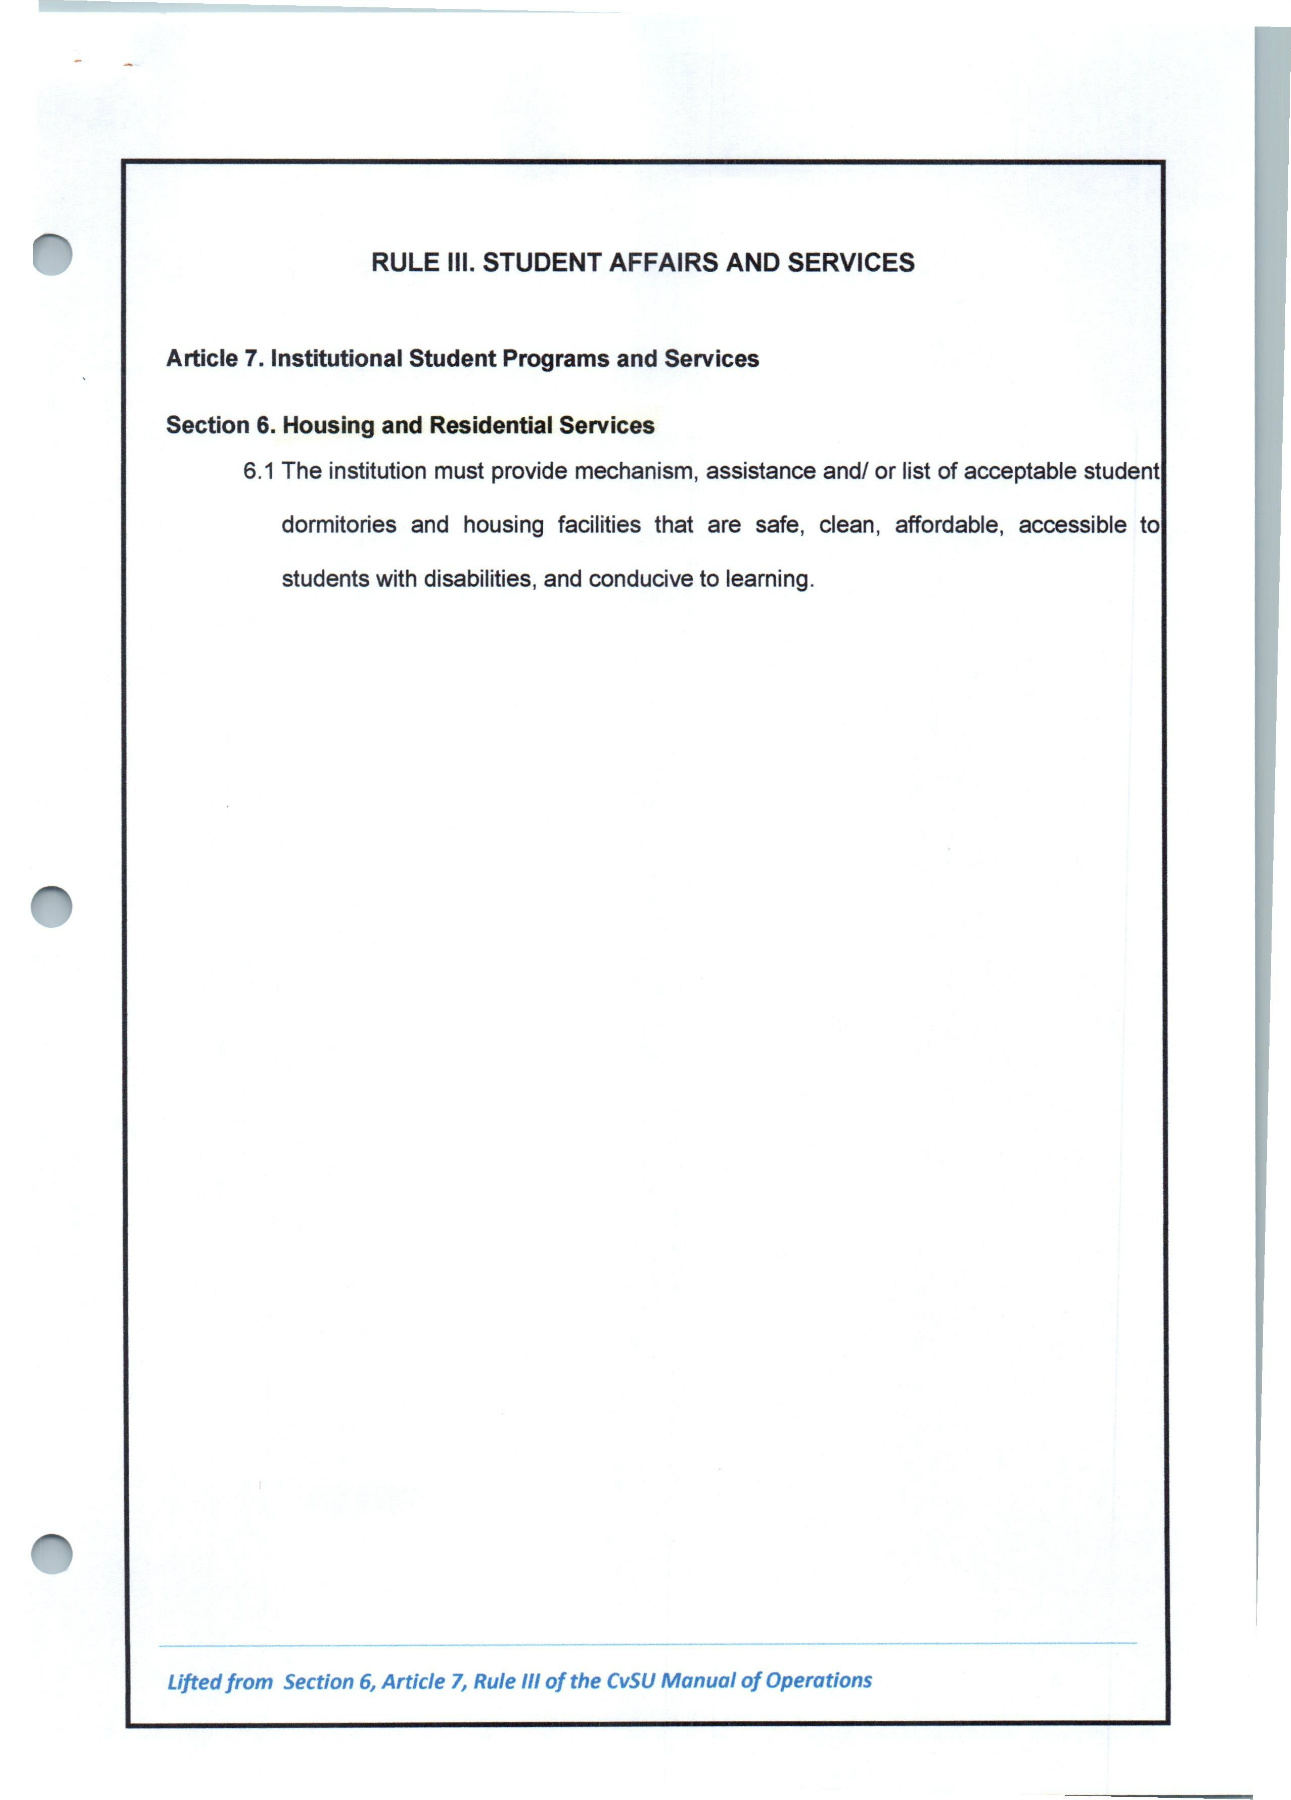 RULE III. STUDENT AFFAIRS AND SERVICES
Article 7. Institutional Student Programs and Services
Section 6. Housing and Residential Services
6.1 The institution must provide mechanism, assistance and/ or list of acceptable student
dormitories and housing facilities that are safe, clean, affordable, accessible to
students with disabilities, and conducive to learning.
Lifted from Section 6, Article 7, Rule III of the CvSU Manual of Operations